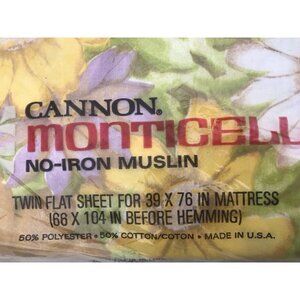 CANNON®
MONTICELL
NO-IRON MUSLIN
TWIN FLAT SHEET FOR 39 X 76 IN MATTRESS
(66 X 104 IN BEFORE HEMMING)
50% POLYESTER • 50% COTTON/COTON • MADE IN U.S.A.